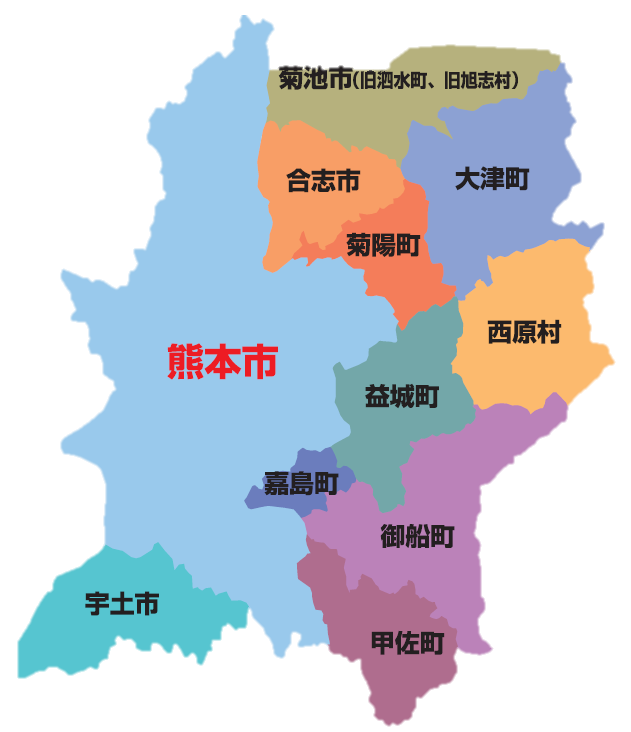 菊池市(旧泗水町、旧旭志村)
合志市
大津町
菊陽町
西原村
熊本市
益城町
嘉島町
御船町
宇土市
甲佐町